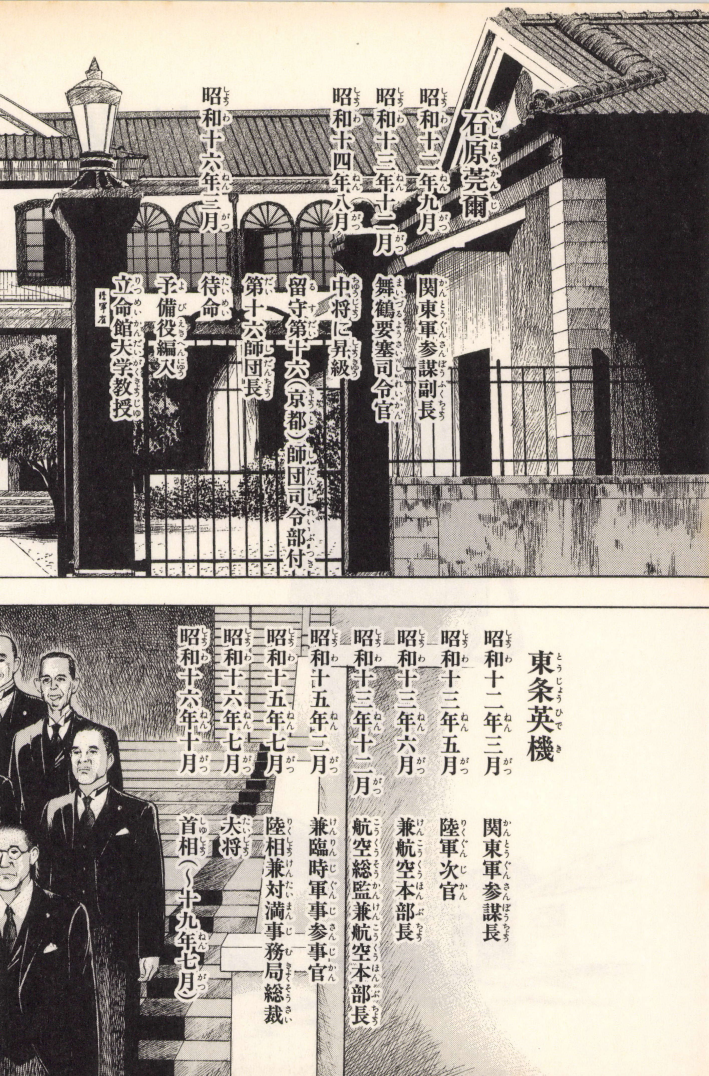 石原莞爾
昭和十二年九月 関東軍参謀副長
昭和十三年十二月 舞鶴要塞司令官
昭和十四年八月 中将に昇級
留守第十六(京都)師団司令部付
第十六師団長
昭和十六年三月 待命
予備役編入
立命館大学教授
陸軍省
東条英機
昭和十二年三月 関東軍参謀長
昭和十三年五月 陸軍次官
昭和十三年六月 兼航空本部長
昭和十三年十二月 航空総監兼航空本部長
昭和十五年二月 兼臨時軍事参事官
昭和十五年七月 陸相兼対満事務局総裁
昭和十六年七月 大将
昭和十六年十月 首相(〜十九年七月)